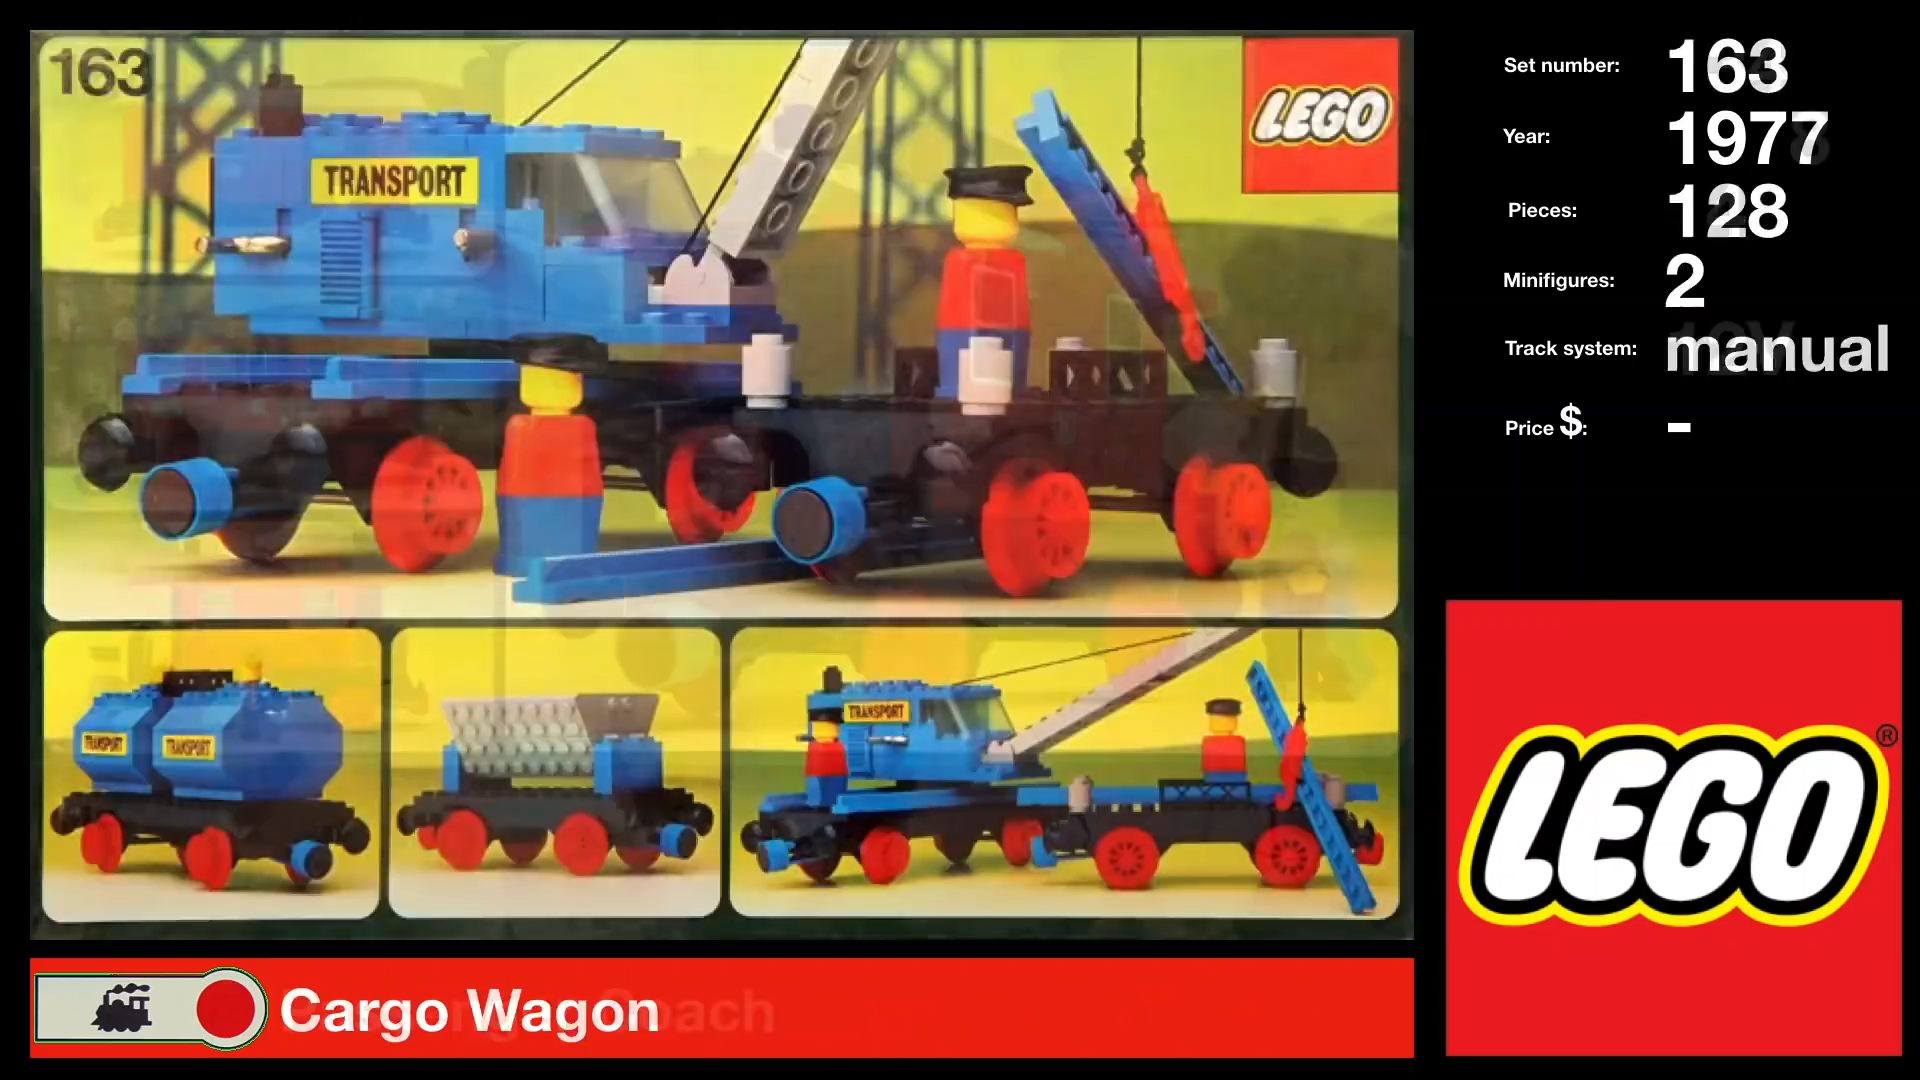 163
LEGO
TRANSPORT
TRANSPORT
TRANSPORT
TRANSPORT
Set number: 163
Year: 1977
Pieces: 128
Minifigures: 2
Track system: manual
Price $: -
LEGO®
Cargo Wagon